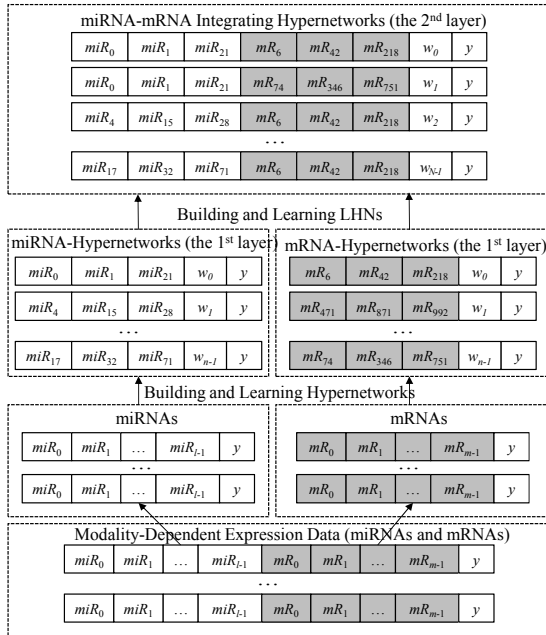 miRNA-mRNA Integrating Hypernetworks (the 2nd layer)
miR0 miR1 miR21 mR6 mR42 mR218 w0 y
miR0 miR1 miR21 mR74 mR346 mR751 w1 y
miR4 miR15 miR28 mR6 mR42 mR218 w2 y
...
miR17 miR32 miR71 mR6 mR42 mR218 wN-1 y
Building and Learning LHNs
miRNA-Hypernetworks (the 1st layer) mRNA-Hypernetworks (the 1st layer)
miR0 miR1 miR21 w0 y mR6 mR42 mR218 w0 y
miR4 miR15 miR28 w1 y mR471 mR871 mR992 w1 y
... ...
miR17 miR32 miR71 wn-1 y mR74 mR346 mR751 wn-1 y
Building and Learning Hypernetworks
miRNAs mRNAs
miR0 miR1 ... miRl-1 y mR0 mR1 ... mRm-1 y
... ...
miR0 miR1 ... miRl-1 y mR0 mR1 ... mRm-1 y
Modality-Dependent Expression Data (miRNAs and mRNAs)
miR0 miR1 ... miRl-1 mR0 mR1 ... mRm-1 y
...
miR0 miR1 ... miRl-1 mR0 mR1 ... mRm-1 y